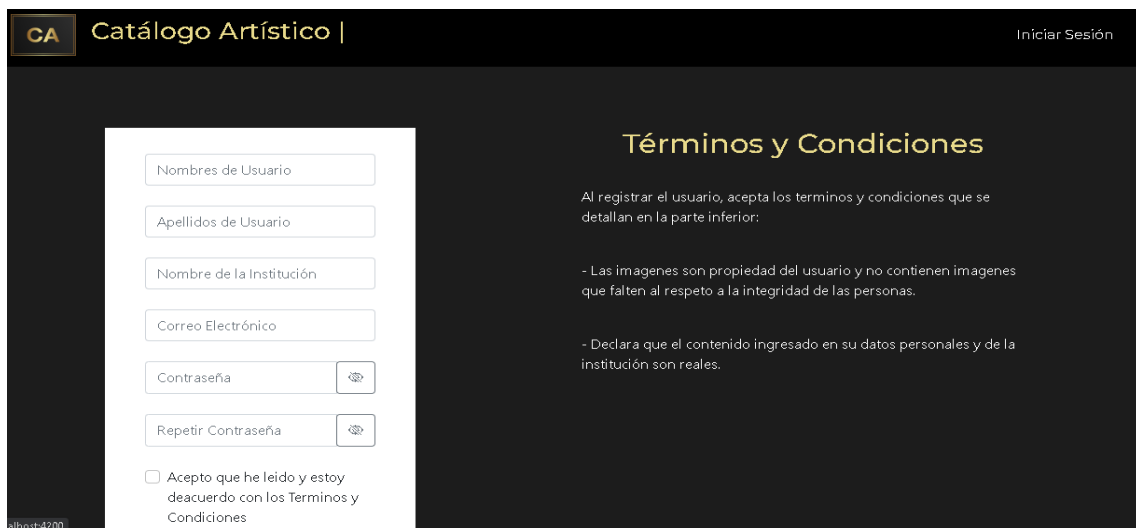 CA
Catálogo Artístico |
Iniciar Sesión
Nombres de Usuario
Apellidos de Usuario
Nombre de la Institución
Correo Electrónico
Contraseña
Repetir Contraseña
Acepto que he leido y estoy
deacuerdo con los Terminos y
Condiciones
Términos y Condiciones
Al registrar el usuario, acepta los terminos y condiciones que se
detallan en la parte inferior:
- Las imagenes son propiedad del usuario y no contienen imagenes
que falten al respeto a la integridad de las personas.
- Declara que el contenido ingresado en su datos personales y de la
institución son reales.
alhost:4200